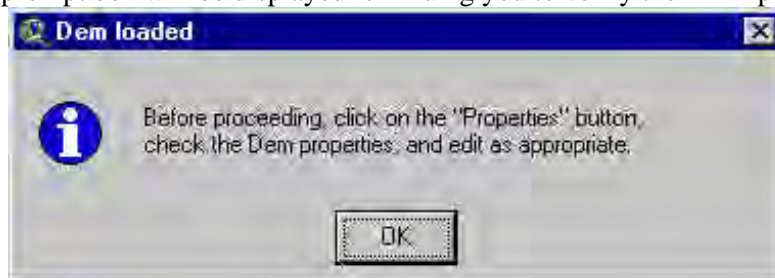 Dem loaded
Before proceeding, click on the "Properties" button,
check the Dem properties, and edit as appropriate.
OK